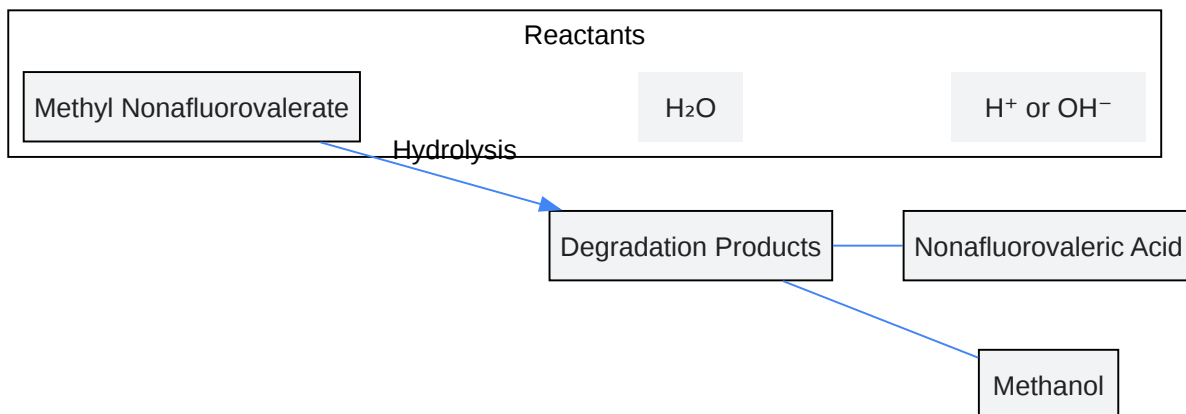 Reactants
Methyl Nonafluorovalerate
H₂O
H⁺ or OH⁻
Hydrolysis
Degradation Products
Nonafluorovaleric Acid
Methanol